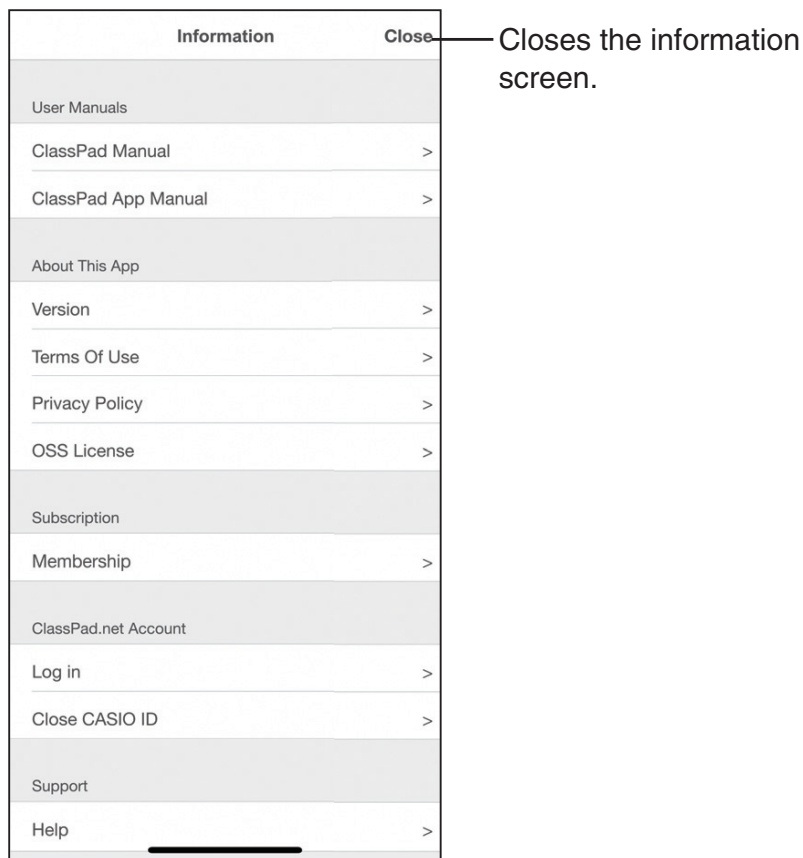 Information Close
Closes the information
screen.
User Manuals
ClassPad Manual >
ClassPad App Manual >
About This App
Version >
Terms Of Use >
Privacy Policy >
OSS License >
Subscription
Membership >
ClassPad.net Account
Log in >
Close CASIO ID >
Support
Help >